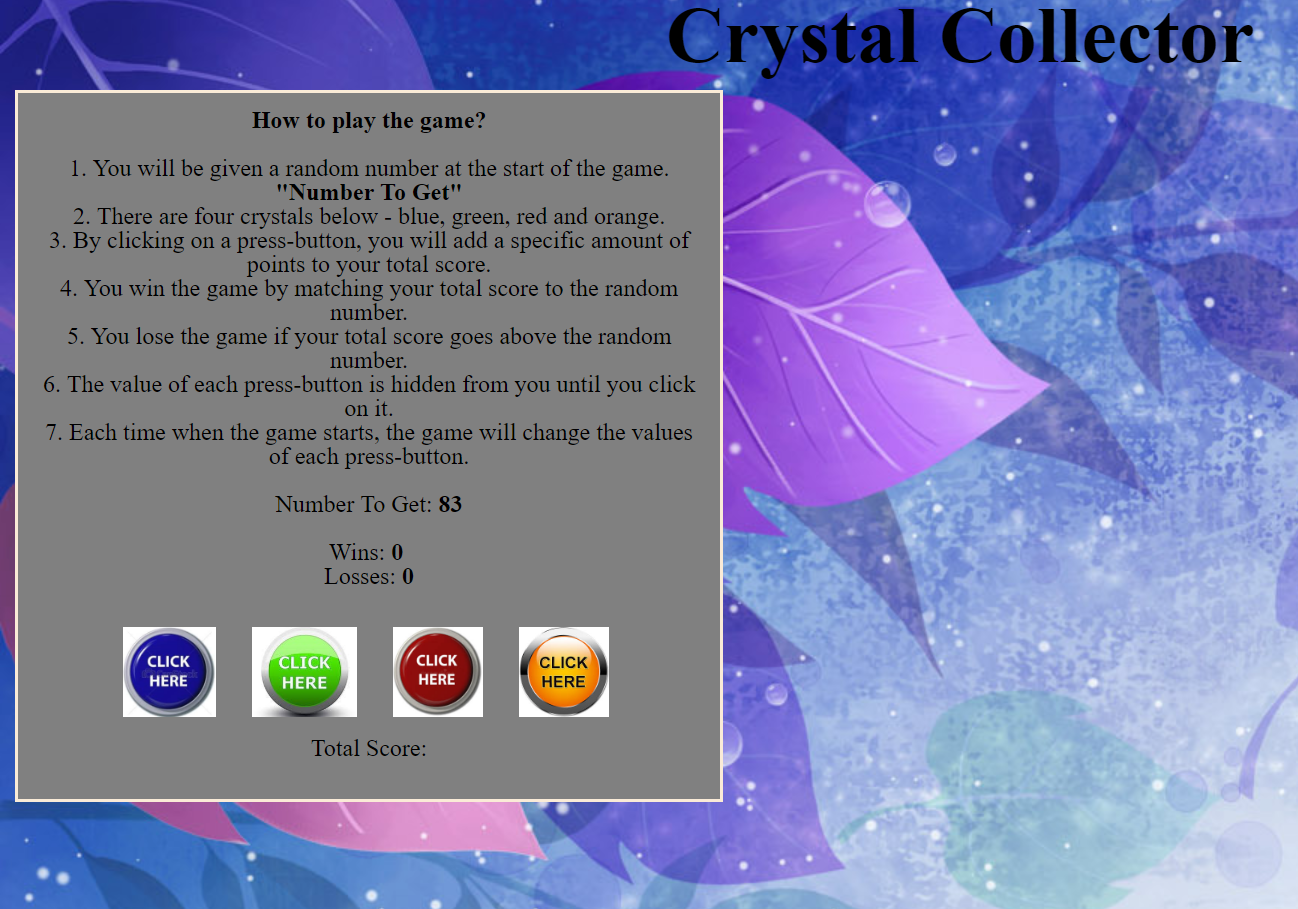 Crystal Collector
How to play the game?
1. You will be given a random number at the start of the game.
"Number To Get"
2. There are four crystals below - blue, green, red and orange.
3. By clicking on a press-button, you will add a specific amount of
points to your total score.
4. You win the game by matching your total score to the random
number.
5. You lose the game if your total score goes above the random
number.
6. The value of each press-button is hidden from you until you click
on it.
7. Each time when the game starts, the game will change the values
of each press-button.
Number To Get: 83
Wins: 0
Losses: 0
CLICK
HERE
CLICK
HERE
CLICK
HERE
CLICK
HERE
Total Score: